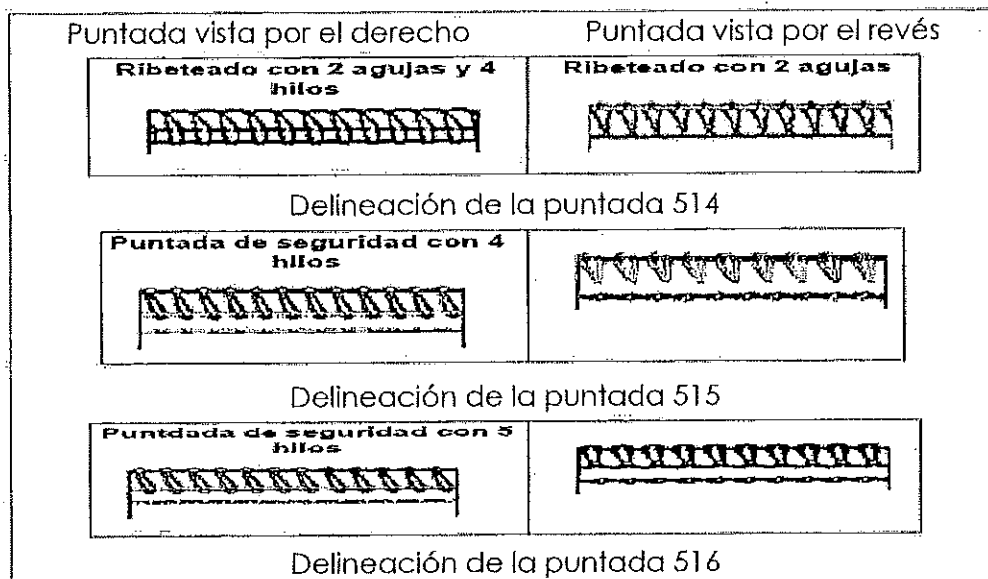 Puntada vista por el derecho
Puntada vista por el revés
Ribeteado con 2 agujas y 4
hilos
Ribeteado con 2 agujas
Delineación de la puntada 514
Puntada de seguridad con 4
hilos
Delineación de la puntada 515
Puntdada de seguridad con 5
hilos
Delineación de la puntada 516